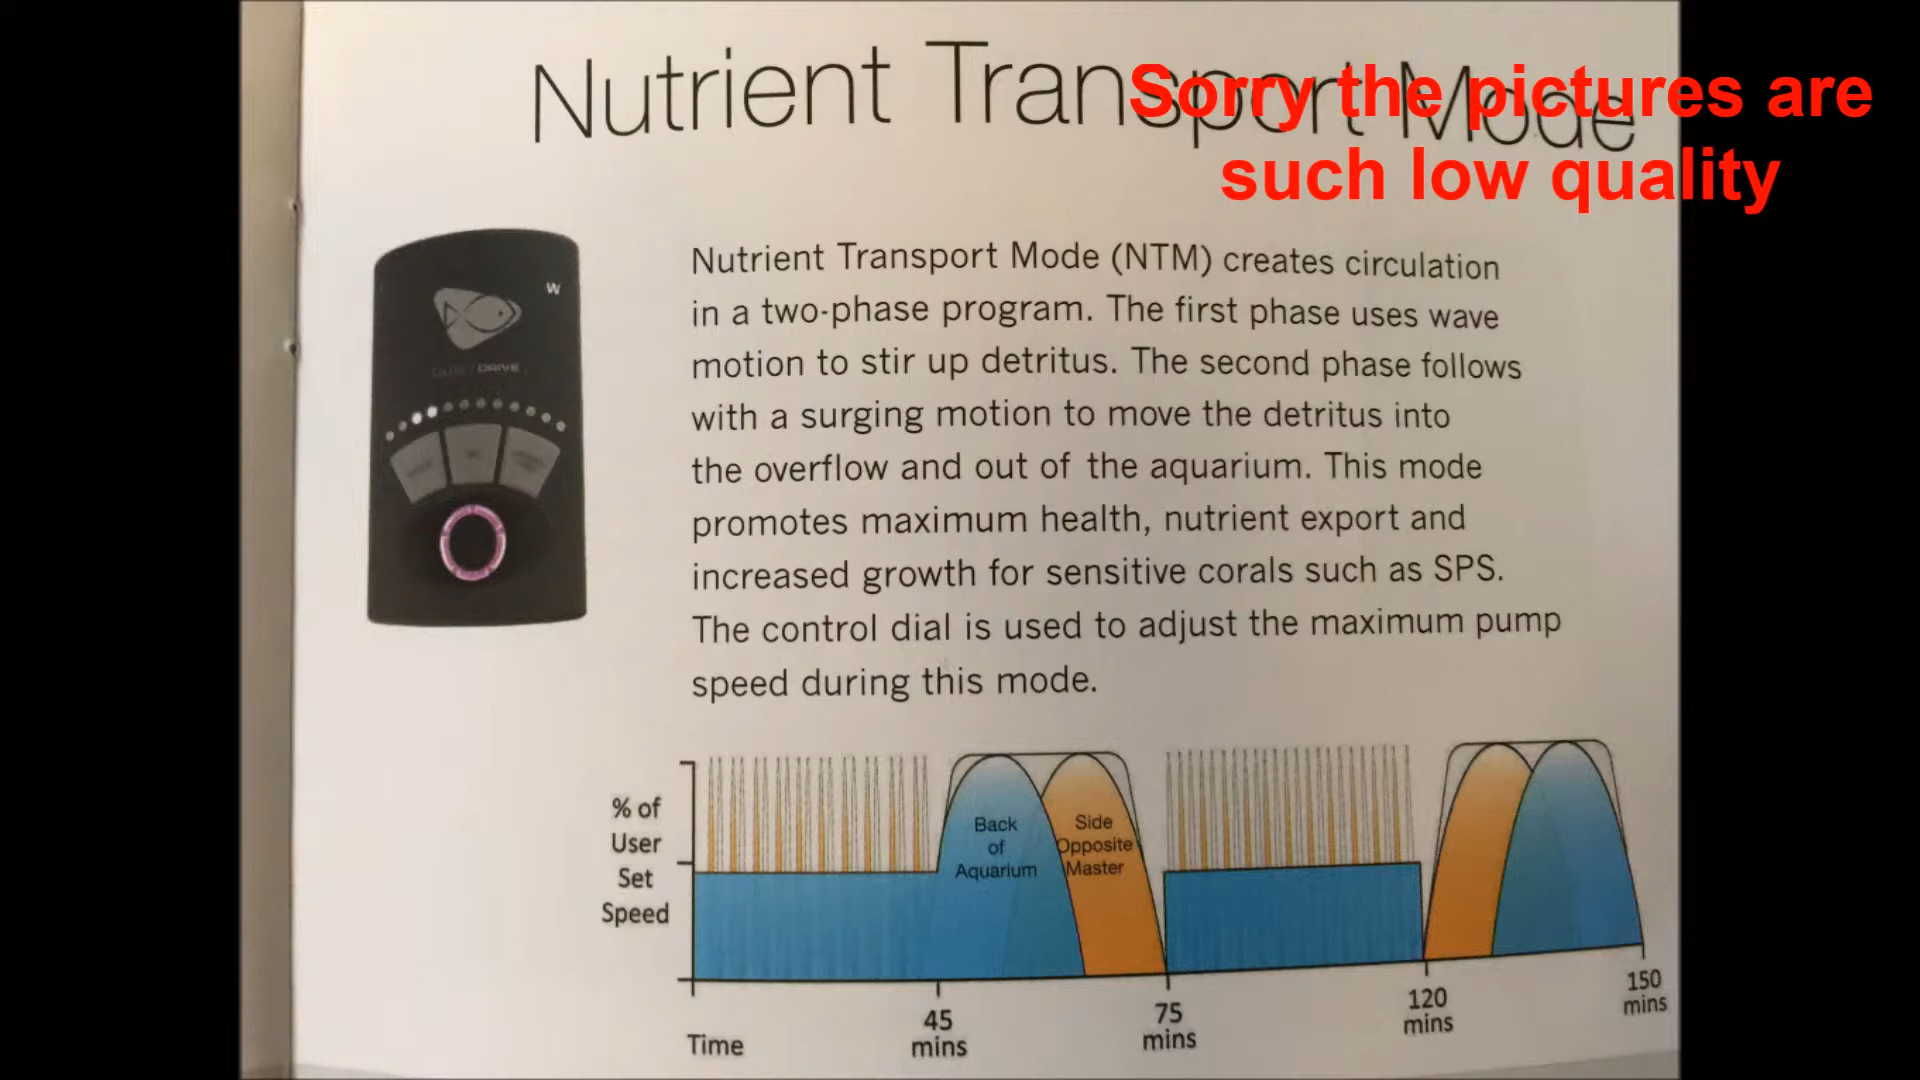 Nutrient Transport Mode
Sorry the pictures are
such low quality
W
DRIVE
Nutrient Transport Mode (NTM) creates circulation
in a two-phase program. The first phase uses wave
motion to stir up detritus. The second phase follows
with a surging motion to move the detritus into
the overflow and out of the aquarium. This mode
promotes maximum health, nutrient export and
increased growth for sensitive corals such as SPS.
The control dial is used to adjust the maximum pump
speed during this mode.
% of
User
Set
Speed
Back
of
Aquarium
Side
Opposite
Master
Time
45
mins
75
mins
120
mins
150
mins